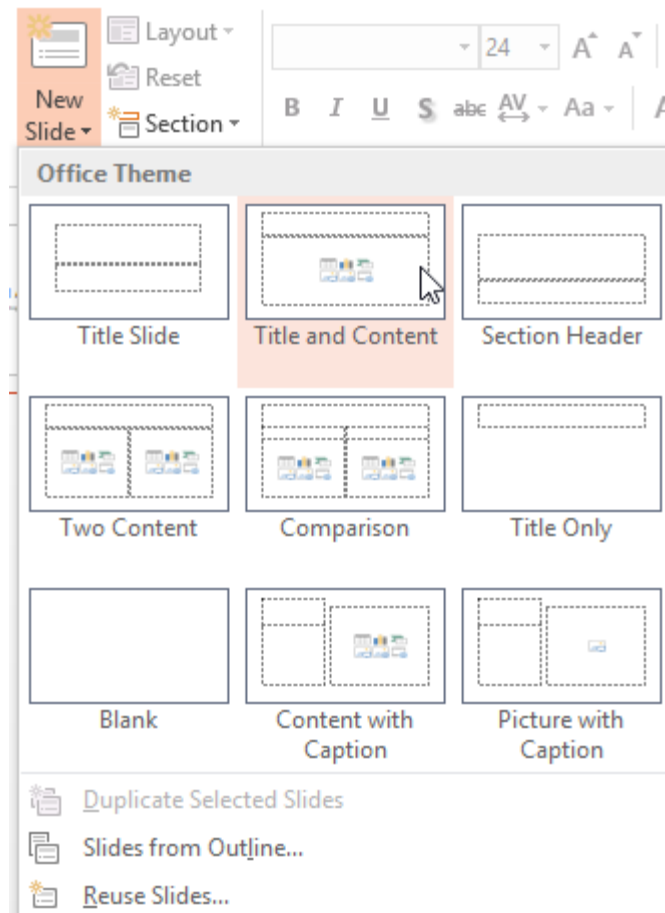 Layout
24
A A
Reset
New
Slide
Section
B I U S abc AV Aa A
Office Theme
Title Slide
Title and Content
Section Header
Two Content
Comparison
Title Only
Blank
Content with
Caption
Picture with
Caption
Duplicate Selected Slides
Slides from Outline...
Reuse Slides...